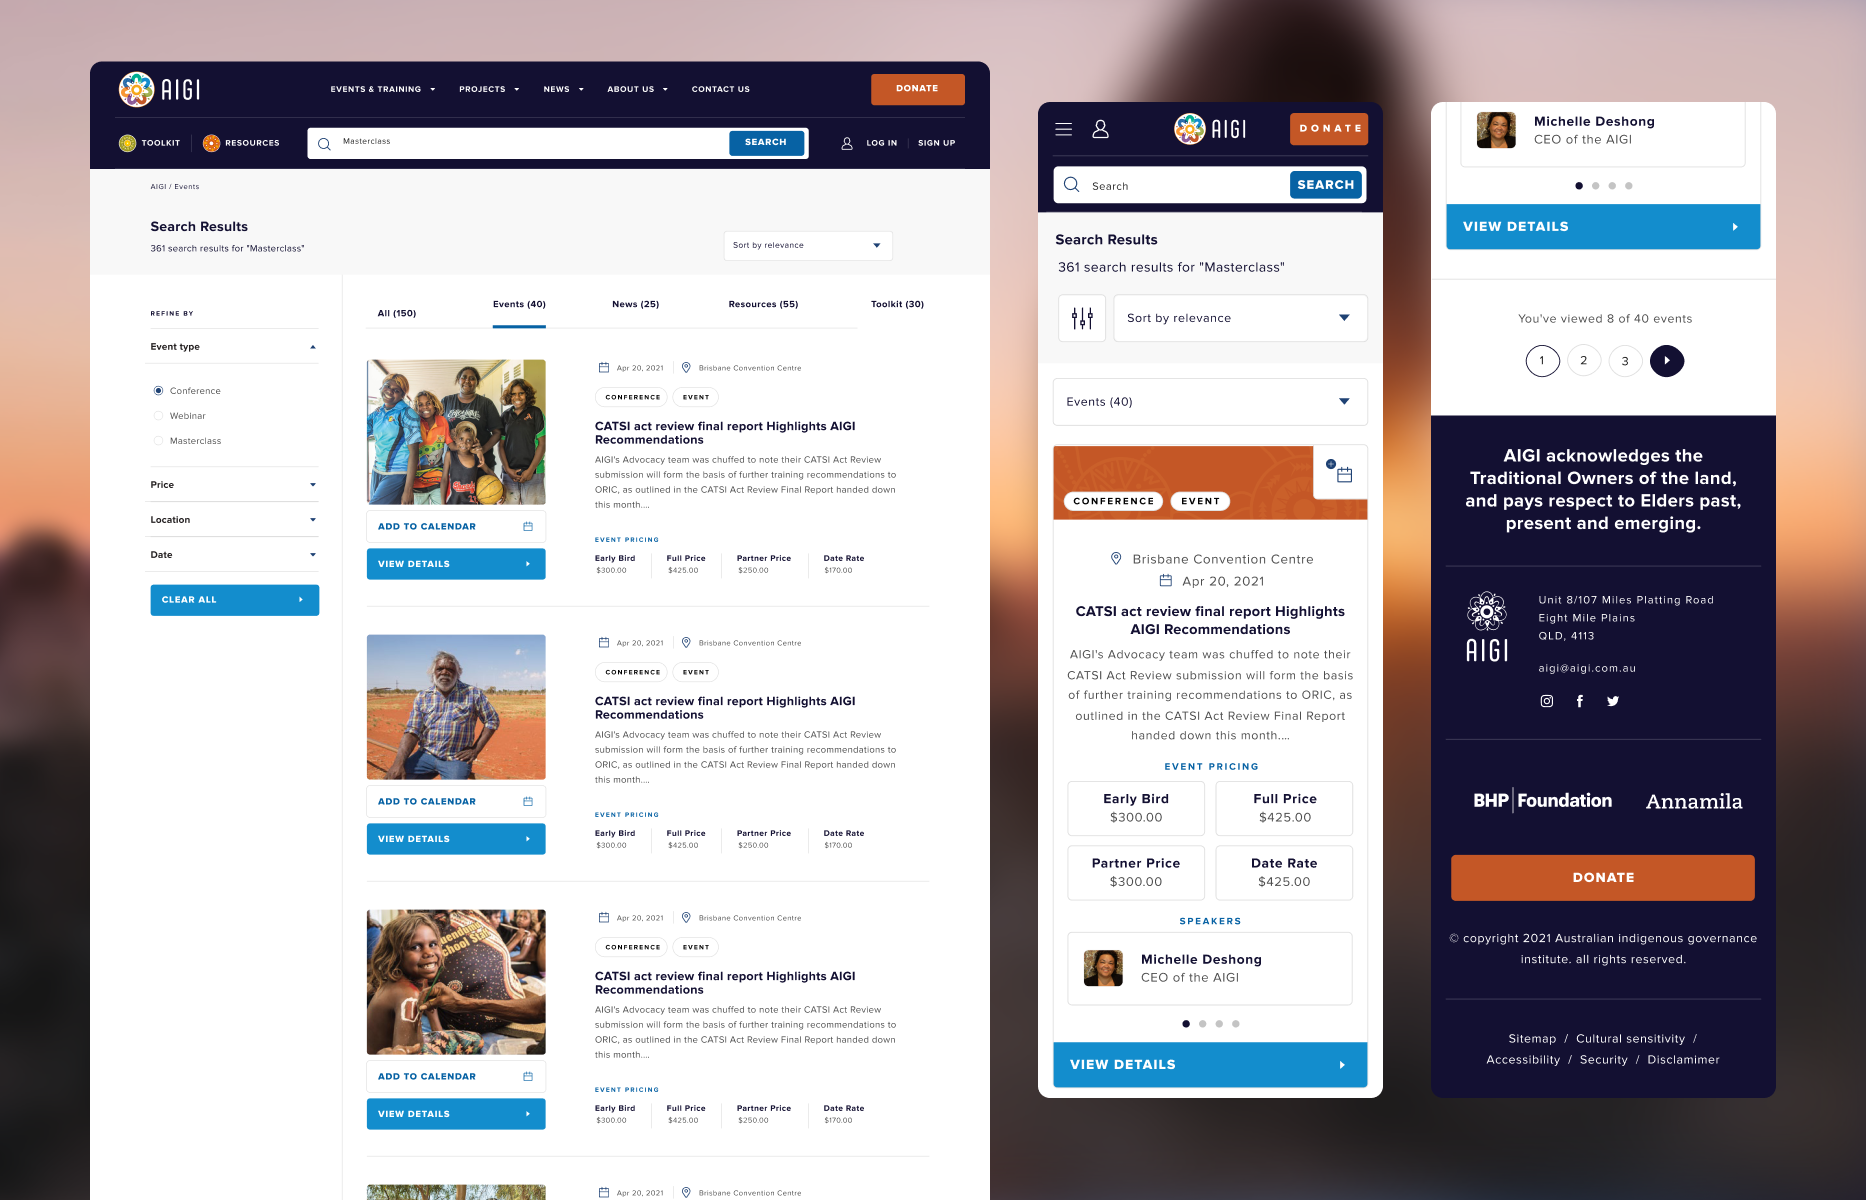 AIGI
EVENTS & TRAINING
PROJECTS
NEWS
ABOUT US
CONTACT US
DONATE
TOOLKIT
RESOURCES
Masterclass
SEARCH
LOG IN
SIGN UP
AIGI / Events
Search Results
361 search results for "Masterclass"
Sort by relevance
REFINE BY
Event type
Conference
Webinar
Masterclass
Price
Location
Date
CLEAR ALL
All (150)
Events (40)
News (25)
Resources (55)
Toolkit (30)
ADD TO CALENDAR
VIEW DETAILS
Apr 20, 2021
Brisbane Convention Centre
CONFERENCE
EVENT
CATSI act review final report Highlights AIGI
Recommendations
AIGI's Advocacy team was chuffed to note their CATSI Act Review
submission will form the basis of further training recommendations to
ORIC, as outlined in the CATSI Act Review Final Report handed down
this month....
EVENT PRICING
Early Bird
$300.00
Full Price
$425.00
Partner Price
$250.00
Date Rate
$170.00
ADD TO CALENDAR
VIEW DETAILS
Apr 20, 2021
Brisbane Convention Centre
CONFERENCE
EVENT
CATSI act review final report Highlights AIGI
Recommendations
AIGI's Advocacy team was chuffed to note their CATSI Act Review
submission will form the basis of further training recommendations to
ORIC, as outlined in the CATSI Act Review Final Report handed down
this month....
EVENT PRICING
Early Bird
$300.00
Full Price
$425.00
Partner Price
$250.00
Date Rate
$170.00
School
ADD TO CALENDAR
VIEW DETAILS
Apr 20, 2021
Brisbane Convention Centre
CONFERENCE
EVENT
CATSI act review final report Highlights AIGI
Recommendations
AIGI's Advocacy team was chuffed to note their CATSI Act Review
submission will form the basis of further training recommendations to
ORIC, as outlined in the CATSI Act Review Final Report handed down
this month....
EVENT PRICING
Early Bird
$300.00
Full Price
$425.00
Partner Price
$250.00
Date Rate
$170.00
Apr 20, 2021
Brisbane Convention Centre
AIGI
DONATE
Search
SEARCH
Search Results
361 search results for "Masterclass"
Sort by relevance
Events (40)
CONFERENCE
EVENT
Brisbane Convention Centre
Apr 20, 2021
CATSI act review final report Highlights
AIGI Recommendations
AIGI's Advocacy team was chuffed to note their
CATSI Act Review submission will form the basis
of further training recommendations to ORIC, as
outlined in the CATSI Act Review Final Report
handed down this month....
EVENT PRICING
Early Bird
$300.00
Full Price
$425.00
Partner Price
$300.00
Date Rate
$425.00
SPEAKERS
Michelle Deshong
CEO of the AIGI
VIEW DETAILS
Michelle Deshong
CEO of the AIGI
VIEW DETAILS
You've viewed 8 of 40 events
1
2
3
AIGI acknowledges the
Traditional Owners of the land,
and pays respect to Elders past,
present and emerging.
AIGI
Unit 8/107 Miles Platting Road
Eight Mile Plains
QLD, 4113
aigi@aigi.com.au
BHP | Foundation
Annamila
DONATE
© copyright 2021 Australian indigenous governance
institute. all rights reserved.
Sitemap / Cultural sensitivity /
Accessibility / Security / Disclamimer